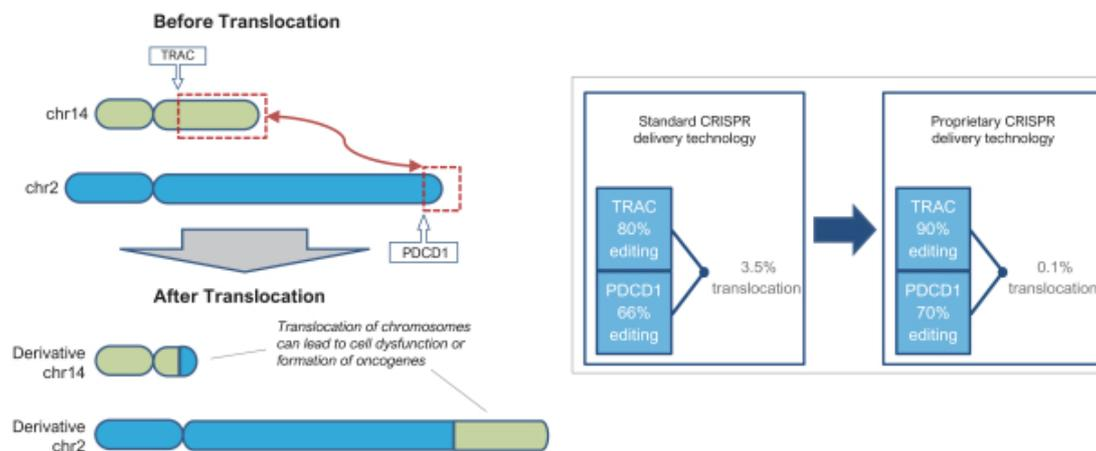 Before Translocation
TRAC
chr14
chr2
PDCD1
After Translocation
Translocation of chromosomes
can lead to cell dysfunction or
formation of oncogenes
Derivative
chr14
Derivative
chr2
Standard CRISPR
delivery technology
TRAC
80%
editing
PDCD1
66%
editing
3.5%
translocation
Proprietary CRISPR
delivery technology
TRAC
90%
editing
PDCD1
70%
editing
0.1%
translocation